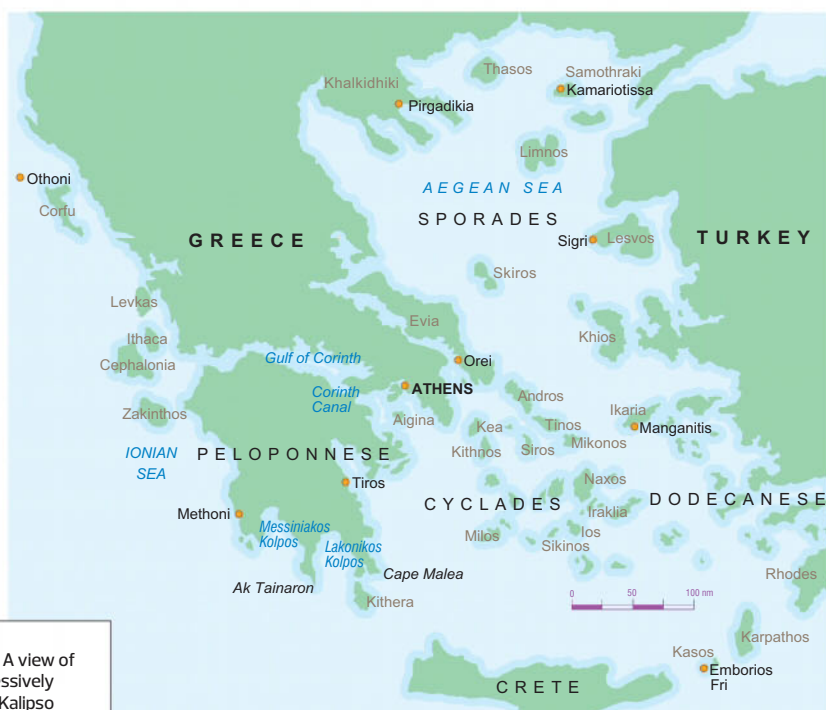 Thasos
Samothraki
Khalkidhiki
Kamariotissa
Pirgadikia
Limnos
Othoni
AEGEAN SEA
Corfu
SPORADES
GREECE
Sigri
Lesvos
TURKEY
Skiros
Levkas
Evia
Ithaca
Khios
Cephalonia
Gulf of Corinth
Orei
ATHENS
Corinth
Canal
Andros
Zakinthos
Aigina
Ikaria
Kea
Tinos
Manganitis
IONIAN
SEA
PELOPONNESE
Kithnos
Siros
Mikonos
Tiros
Naxos
CYCLADES
DODECANESE
Methoni
Iraklia
Messiniakos
Kolpos
Milos
Ios
Lakonikos
Kolpos
Sikinos
Cape Malea
Rhodes
Ak Tainaron
Kithera
0 50 100 nm
Karpathos
Kasos
Emborios
Fri
CRETE
A view of
essively
Kalipso